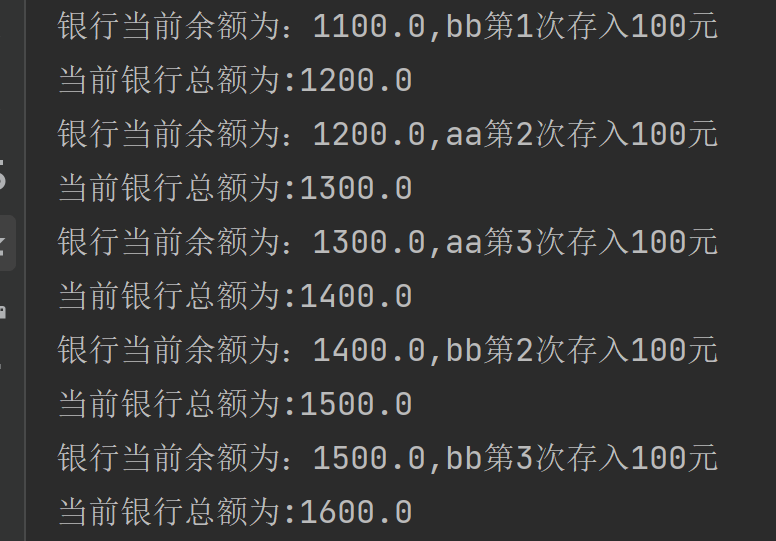 银行当前余额为：1100.0,bb第1次存入100元
当前银行总额为:1200.0
银行当前余额为：1200.0,aa第2次存入100元
当前银行总额为:1300.0
银行当前余额为：1300.0,aa第3次存入100元
当前银行总额为:1400.0
银行当前余额为：1400.0,bb第2次存入100元
当前银行总额为:1500.0
银行当前余额为：1500.0,bb第3次存入100元
当前银行总额为:1600.0